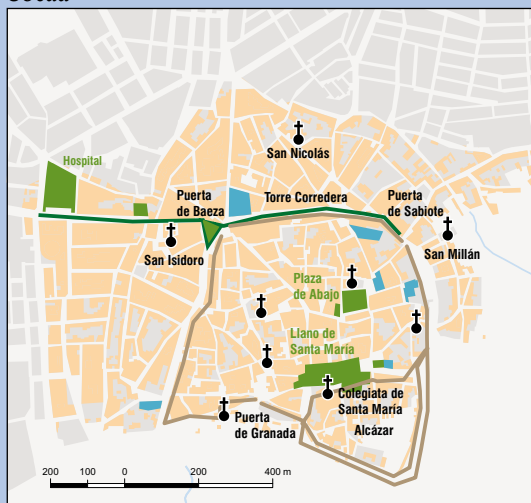 Hospital
San Nicolás
Puerta
de Baeza
Torre Corredera
Puerta
de Sabiote
San Isidoro
San Millán
Plaza
de Abajo
Llano de
Santa María
Colegiata de
Santa María
Puerta
de Granada
Alcázar
200 100 0 200 400 m